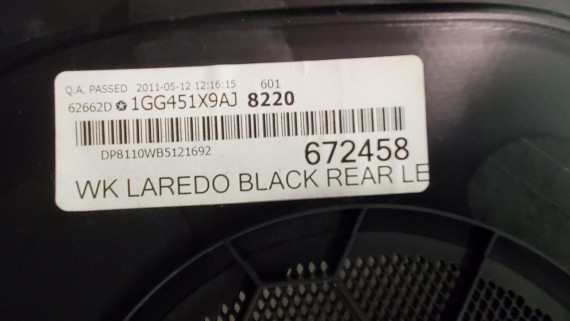 Q.A. PASSED 2011-05-12 12:16:15 601
62662D 1GG451X9AJ 8220
DP8110WB5121692
672458
WK LAREDO BLACK REAR LE